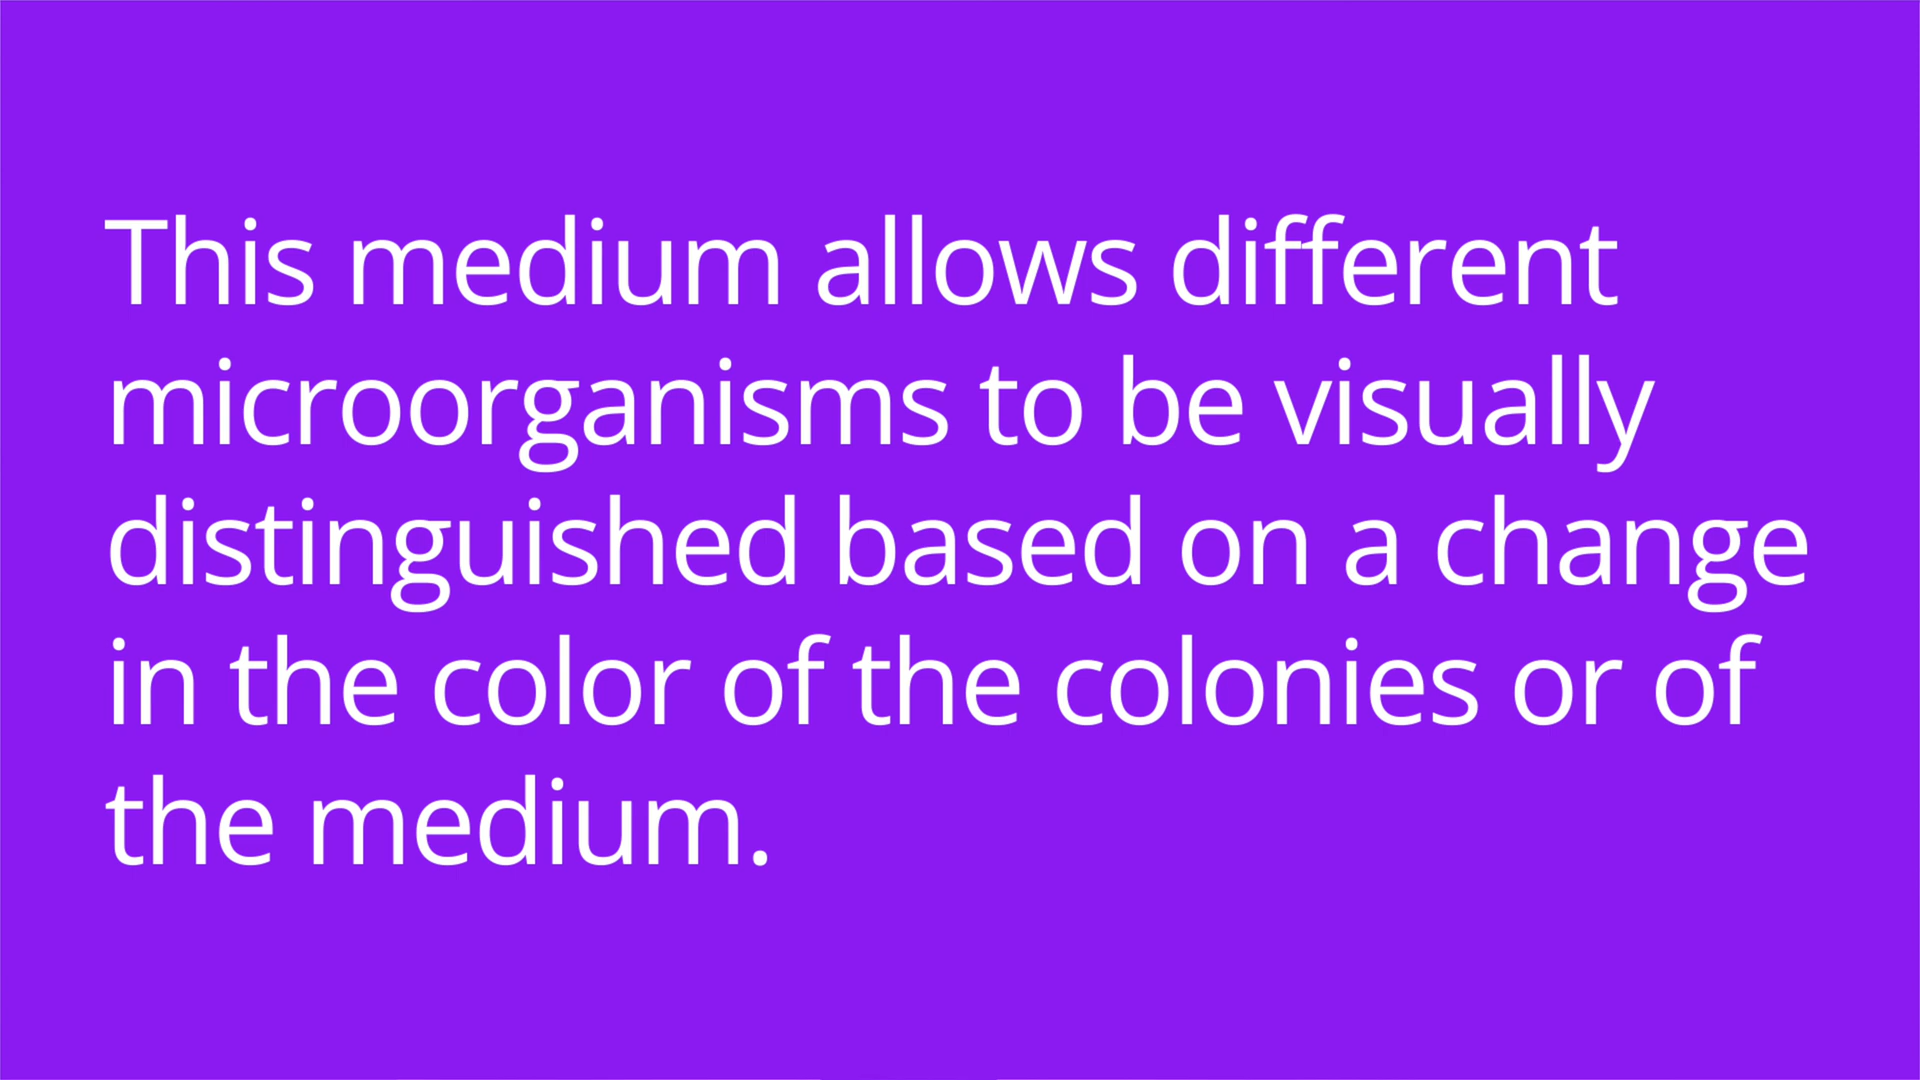 This medium allows different
microorganisms to be visually
distinguished based on a change
in the color of the colonies or of
the medium.